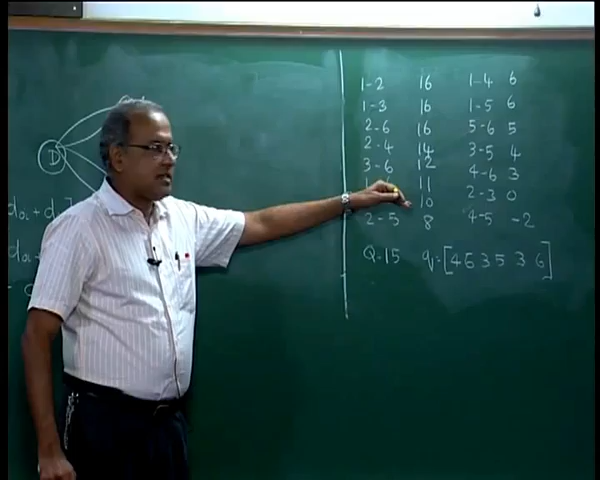 D
d₀ᵢ + d
d₀ᵢ +
1-2 16 1-4 6
1-3 16 1-5 6
2-6 16 5-6 5
2-4 14 3-5 4
3-6 12 4-6 3
11 2-3 0
10 4-5 -2
2-5 8
Q=15 q=[4 6 3 5 3 6]